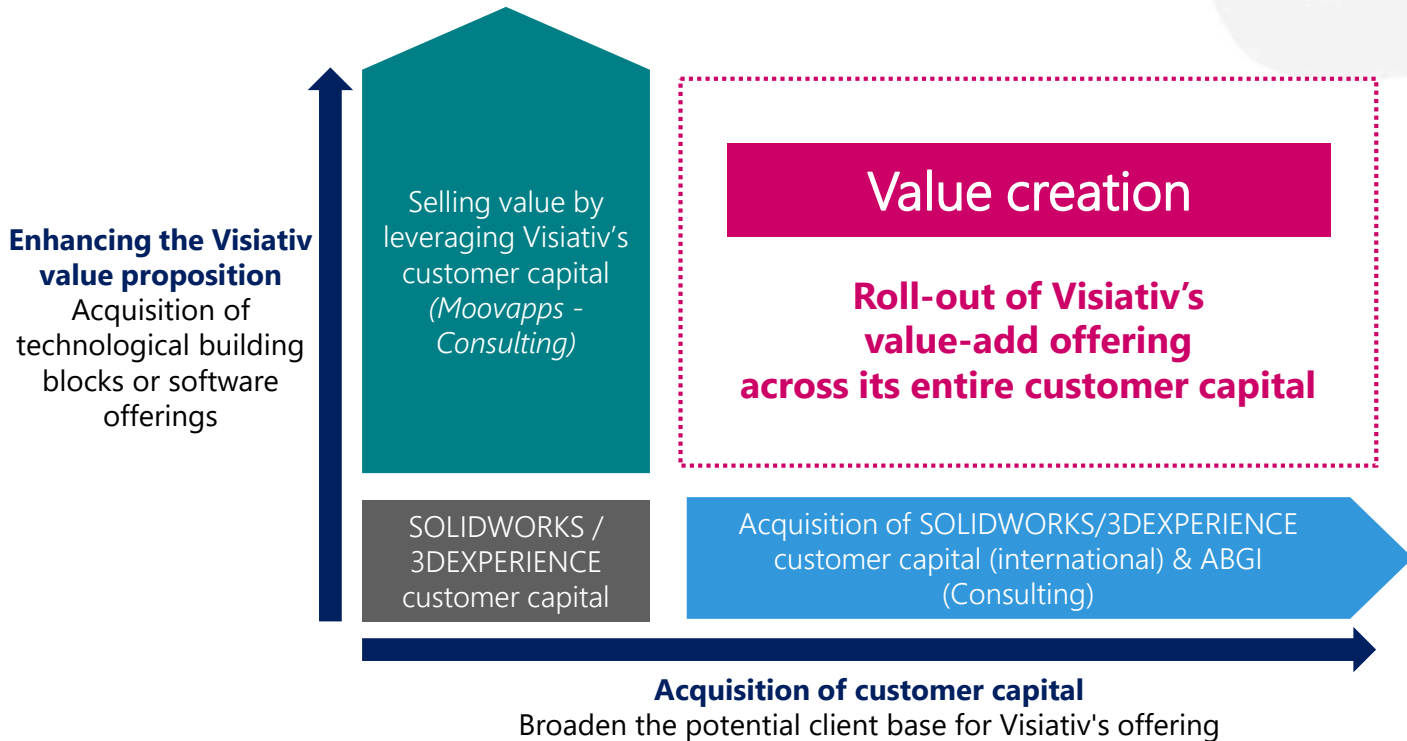 Enhancing the Visiativ
value proposition
Acquisition of
technological building
blocks or software
offerings
Selling value by
leveraging Visiativ’s
customer capital
(Moovapps -
Consulting)
Value creation
Roll-out of Visiativ’s
value-add offering
across its entire customer capital
SOLIDWORKS /
3DEXPERIENCE
customer capital
Acquisition of SOLIDWORKS/3DEXPERIENCE
customer capital (international) & ABGI
(Consulting)
Acquisition of customer capital
Broaden the potential client base for Visiativ's offering